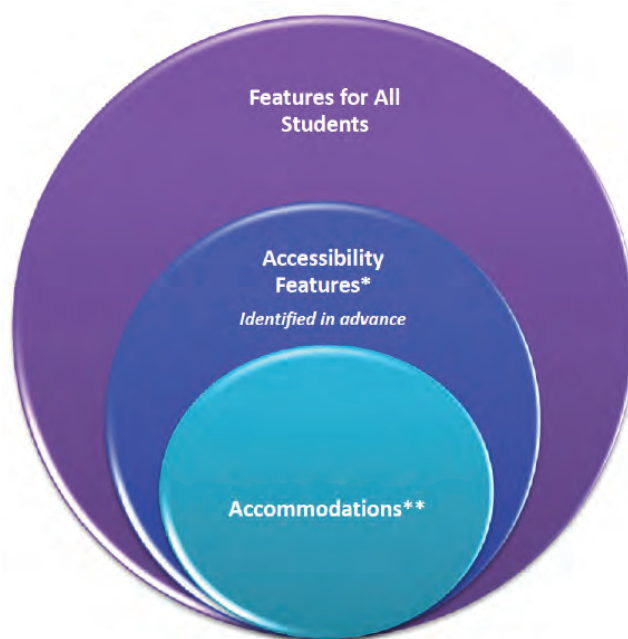 Features for All
Students
Accessibility
Features*
Identified in advance
Accommodations**